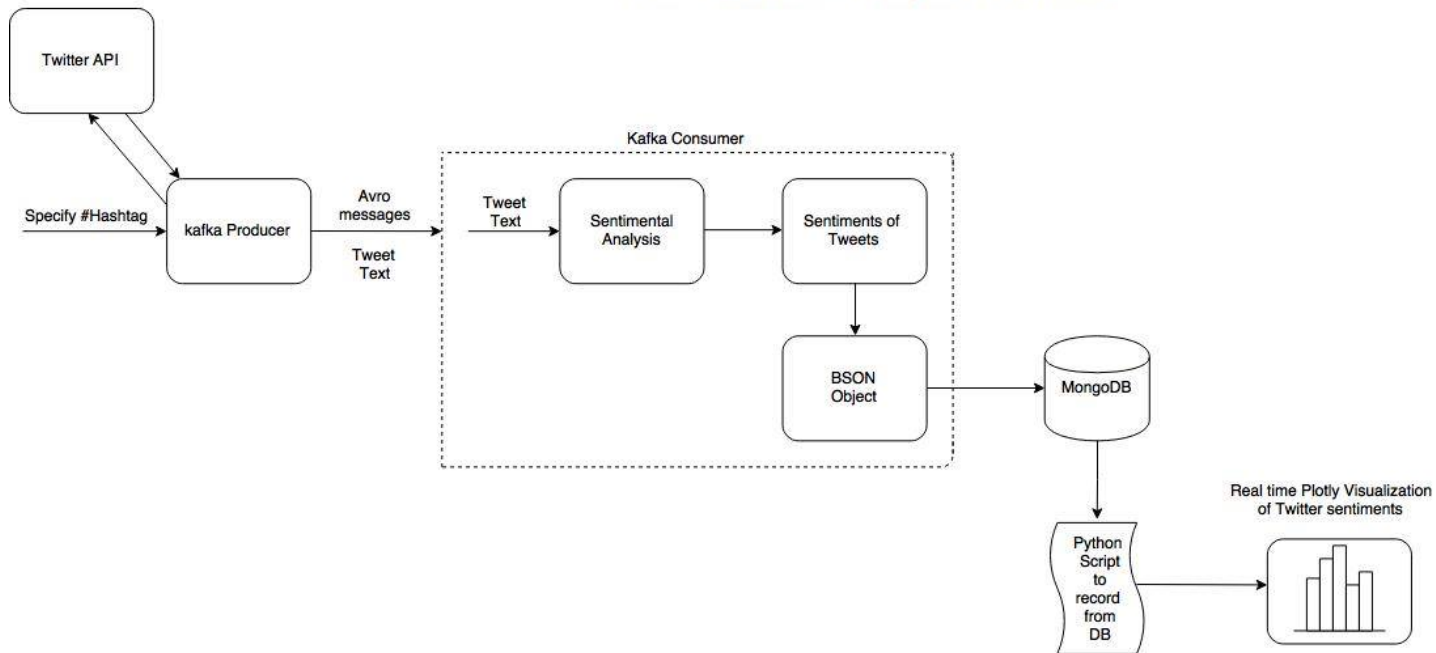 Twitter API
Specify #Hashtag
kafka Producer
Avro
messages
Tweet
Text
Kafka Consumer
Tweet
Text
Sentimental
Analysis
Sentiments of
Tweets
BSON
Object
MongoDB
Python
Script
to
record
from
DB
Real time Plotly Visualization
of Twitter sentiments